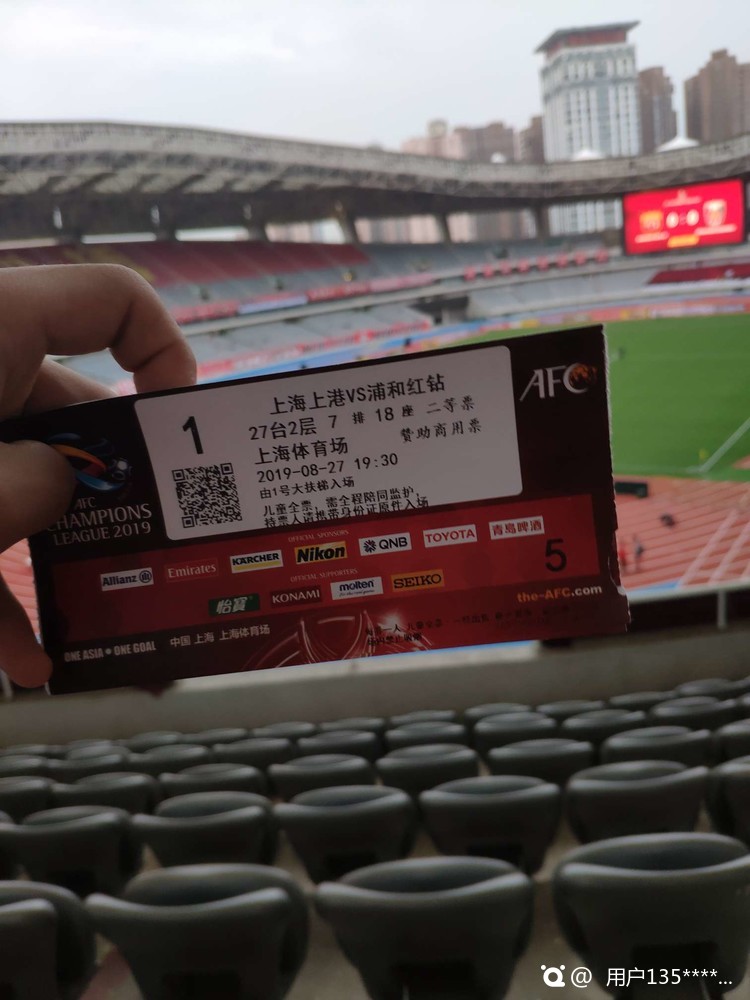 上海上港VS浦和红钻
1
27台2层 7 排 18 座 二等票
上海体育场
赞助商用票
2019-08-27 19:30
由1号大扶梯入场
儿童全票，需全程陪同监护，
持票人请携带身份证原件入场
AFC
AFC
CHAMPIONS
LEAGUE 2019
OFFICIAL SPONSORS
Allianz
Emirates
KÄRCHER
Nikon
QNB
TOYOTA
青島啤酒
5
OFFICIAL SUPPORTERS
怡寶
KONAMI
molten
SEIKO
the-AFC.com
ONE ASIA ONE GOAL
中国 上海 上海体育场
@ 用户135****...